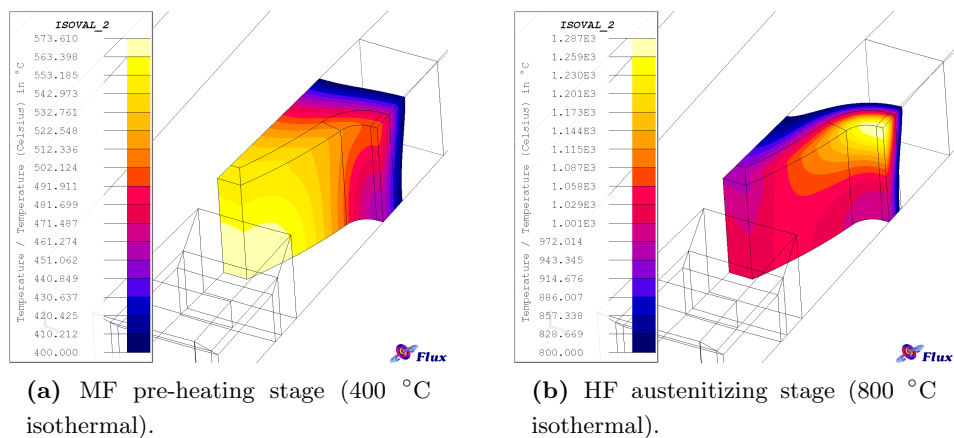 ISOVAL_2
573.610
563.398
553.185
542.973
532.761
522.548
512.336
502.124
491.911
481.699
471.487
461.274
451.062
440.849
430.637
420.425
410.212
400.000
Temperature / Temperature (Celsius) in °C
Flux
ISOVAL_2
1.287E3
1.259E3
1.230E3
1.201E3
1.173E3
1.144E3
1.115E3
1.087E3
1.058E3
1.029E3
1.001E3
972.014
943.345
914.676
886.007
857.338
828.669
800.000
Temperature / Temperature (Celsius) in °C
Flux
(a) MF pre-heating stage (400 °C
isothermal).
(b) HF austenitizing stage (800 °C
isothermal).